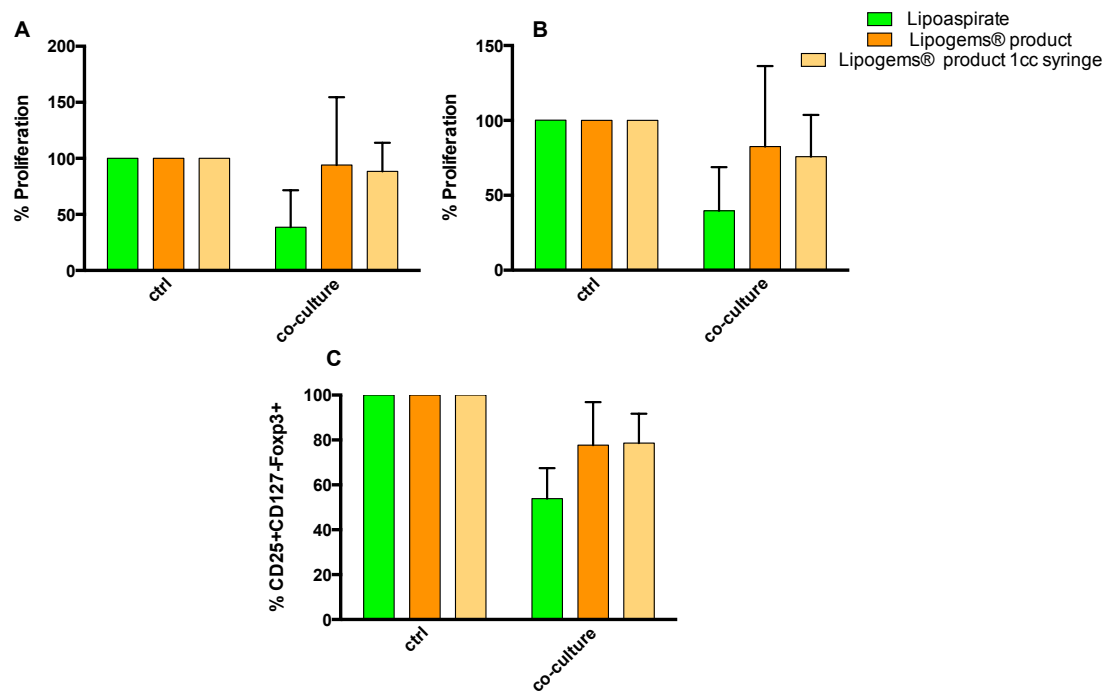 Lipoaspirate
Lipogems® product
Lipogems® product 1cc syringe
A
200
150
100
50
0
% Proliferation
ctrl
co-culture
B
150
100
50
0
% Proliferation
ctrl
co-culture
C
100
80
60
40
20
0
% CD25+CD127-Foxp3+
ctrl
co-culture